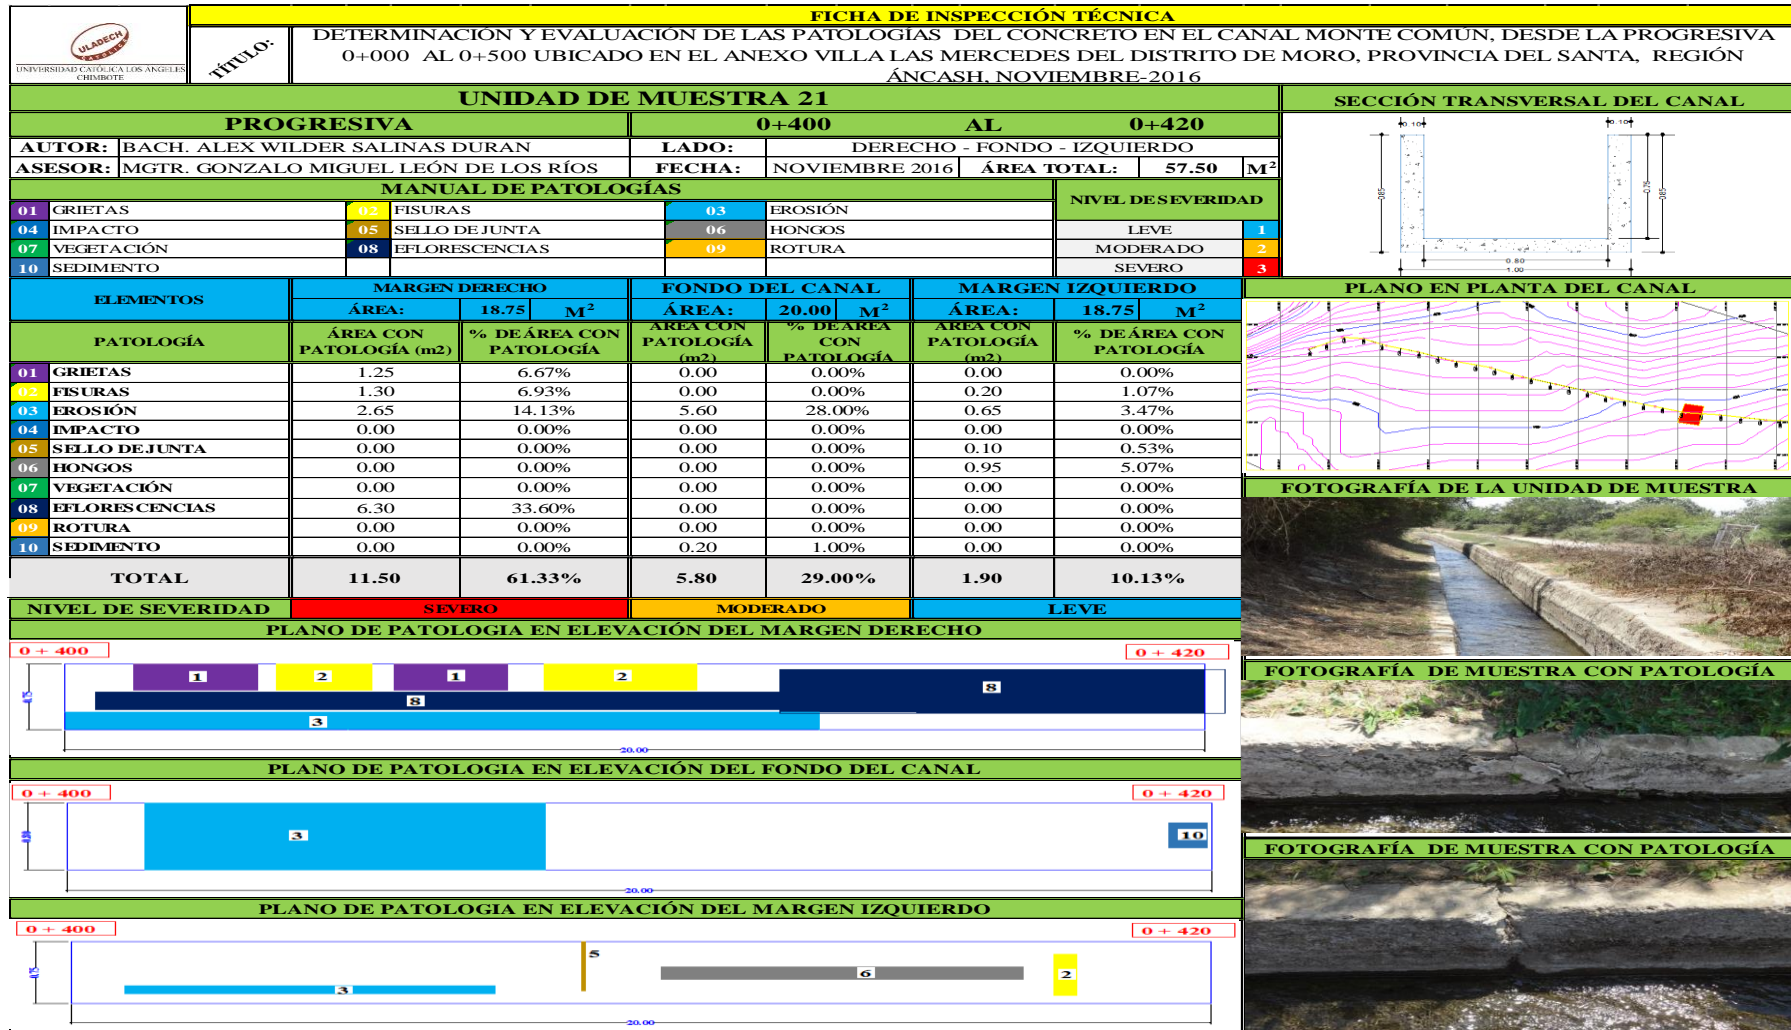 FICHA DE INSPECCIÓN TÉCNICA
ULADECH
CATÓLICA
UNIVERSIDAD CATÓLICA LOS ANGELES
CHIMBOTE
TÍTULO:
DETERMINACIÓN Y EVALUACIÓN DE LAS PATOLOGÍAS DEL CONCRETO EN EL CANAL MONTE COMÚN, DESDE LA PROGRESIVA
0+000 AL 0+500 UBICADO EN EL ANEXO VILLA LAS MERCEDES DEL DISTRITO DE MORO, PROVINCIA DEL SANTA, REGIÓN
ÁNCASH, NOVIEMBRE-2016
UNIDAD DE MUESTRA 21
PROGRESIVA 0+400 AL 0+420
AUTOR: BACH. ALEX WILDER SALINAS DURAN LADO: DERECHO - FONDO - IZQUIERDO
ASESOR: MGTR. GONZALO MIGUEL LEÓN DE LOS RÍOS FECHA: NOVIEMBRE 2016 ÁREA TOTAL: 57.50 M²
MANUAL DE PATOLOGÍAS NIVEL DE SEVERIDAD
01 GRIETAS 02 FISURAS 03 EROSIÓN
04 IMPACTO 05 SELLO DE JUNTA 06 HONGOS LEVE 1
07 VEGETACIÓN 08 EFLORESCENCIAS 09 ROTURA MODERADO 2
10 SEDIMENTO SEVERO 3
SECCIÓN TRANSVERSAL DEL CANAL
0.10 0.10
.085 0.75 .085
0.80
1.00
ELEMENTOS MARGEN DERECHO FONDO DEL CANAL MARGEN IZQUIERDO
ÁREA: 18.75 M² ÁREA: 20.00 M² ÁREA: 18.75 M²
PATOLOGÍA ÁREA CON PATOLOGÍA (m2) % DE ÁREA CON PATOLOGÍA ÁREA CON PATOLOGÍA (m2) % DE ÁREA CON PATOLOGÍA ÁREA CON PATOLOGÍA (m2) % DE ÁREA CON PATOLOGÍA
01 GRIETAS 1.25 6.67% 0.00 0.00% 0.00 0.00%
02 FISURAS 1.30 6.93% 0.00 0.00% 0.20 1.07%
03 EROSIÓN 2.65 14.13% 5.60 28.00% 0.65 3.47%
04 IMPACTO 0.00 0.00% 0.00 0.00% 0.00 0.00%
05 SELLO DE JUNTA 0.00 0.00% 0.00 0.00% 0.10 0.53%
06 HONGOS 0.00 0.00% 0.00 0.00% 0.95 5.07%
07 VEGETACIÓN 0.00 0.00% 0.00 0.00% 0.00 0.00%
08 EFLORESCENCIAS 6.30 33.60% 0.00 0.00% 0.00 0.00%
09 ROTURA 0.00 0.00% 0.00 0.00% 0.00 0.00%
10 SEDIMENTO 0.00 0.00% 0.20 1.00% 0.00 0.00%
TOTAL 11.50 61.33% 5.80 29.00% 1.90 10.13%
NIVEL DE SEVERIDAD SEVERO MODERADO LEVE
PLANO EN PLANTA DEL CANAL
FOTOGRAFÍA DE LA UNIDAD DE MUESTRA
FOTOGRAFÍA DE MUESTRA CON PATOLOGÍA
FOTOGRAFÍA DE MUESTRA CON PATOLOGÍA
PLANO DE PATOLOGIA EN ELEVACIÓN DEL MARGEN DERECHO
0 + 400 0 + 420
1 2 1 2 8
8
3
20.00
PLANO DE PATOLOGIA EN ELEVACIÓN DEL FONDO DEL CANAL
0 + 400 0 + 420
3 10
20.00
PLANO DE PATOLOGIA EN ELEVACIÓN DEL MARGEN IZQUIERDO
0 + 400 0 + 420
5
6 2
3
20.00